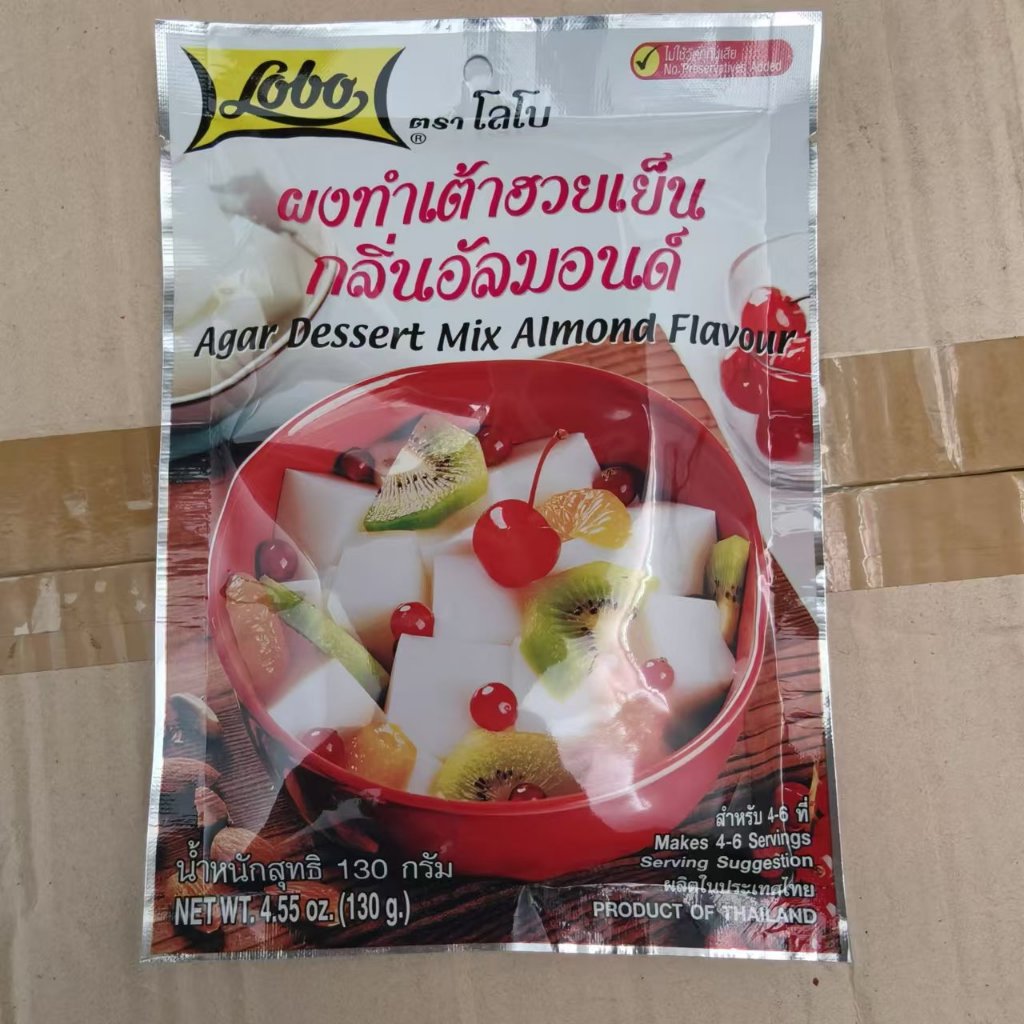 Lobo
®
ตรา โลโบ
ไม่ใช้วัตถุกันเสีย
No Preservatives Added
ผงทำเต้าฮวยเย็น
กลิ่นอัลมอนด์
Agar Dessert Mix Almond Flavour
สำหรับ 4-6 ที่
Makes 4-6 Servings
Serving Suggestion
น้ำหนักสุทธิ 130 กรัม
NET WT. 4.55 oz. (130 g.)
ผลิตในประเทศไทย
PRODUCT OF THAILAND